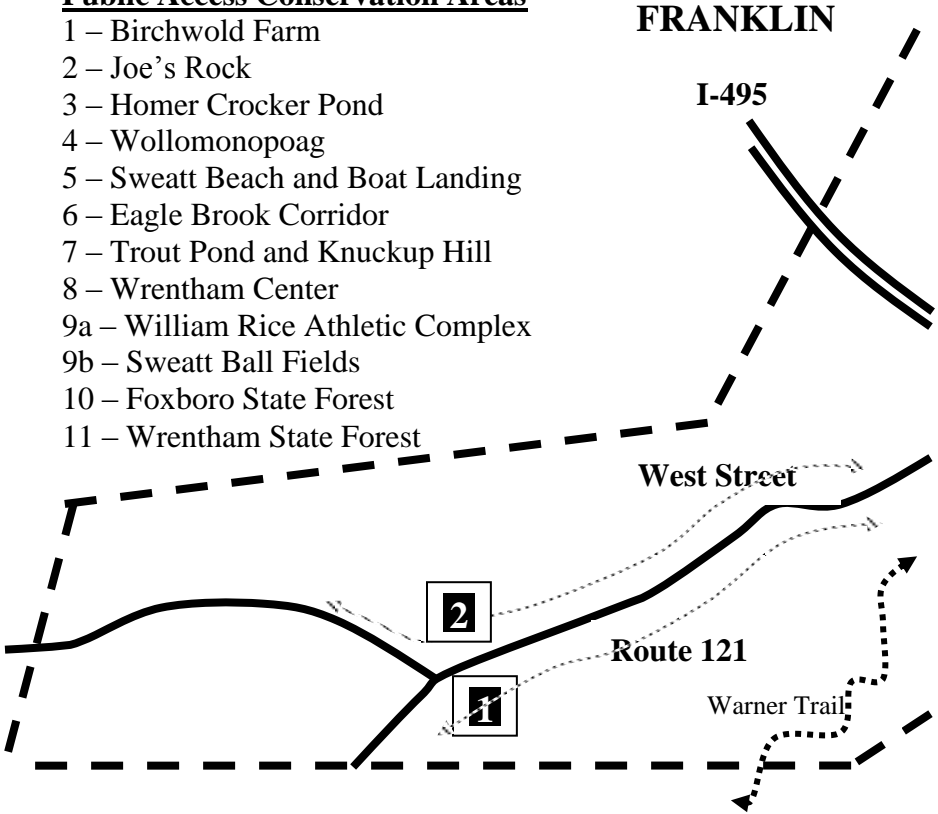 Public Access Conservation Areas
1 – Birchwold Farm
2 – Joe's Rock
3 – Homer Crocker Pond
4 – Wollomonopoag
5 – Sweatt Beach and Boat Landing
6 – Eagle Brook Corridor
7 – Trout Pond and Knuckup Hill
8 – Wrentham Center
9a – William Rice Athletic Complex
9b – Sweatt Ball Fields
10 – Foxboro State Forest
11 – Wrentham State Forest
FRANKLIN
I-495
West Street
2
Route 121
1
Warner Trail